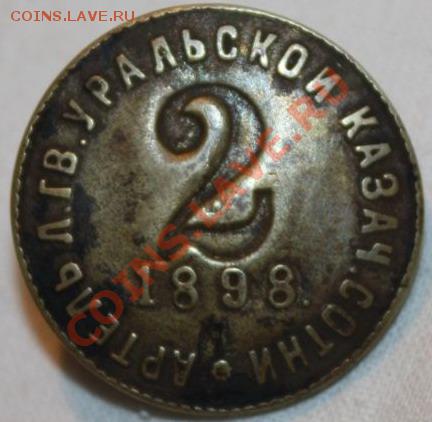 COINS.LAVE.RU
АРТЕЛЬ Л.ГВ. УРАЛЬСКОЙ КАЗАЧ. СОТНИ
2
1898.
COINS.LAVE.RU